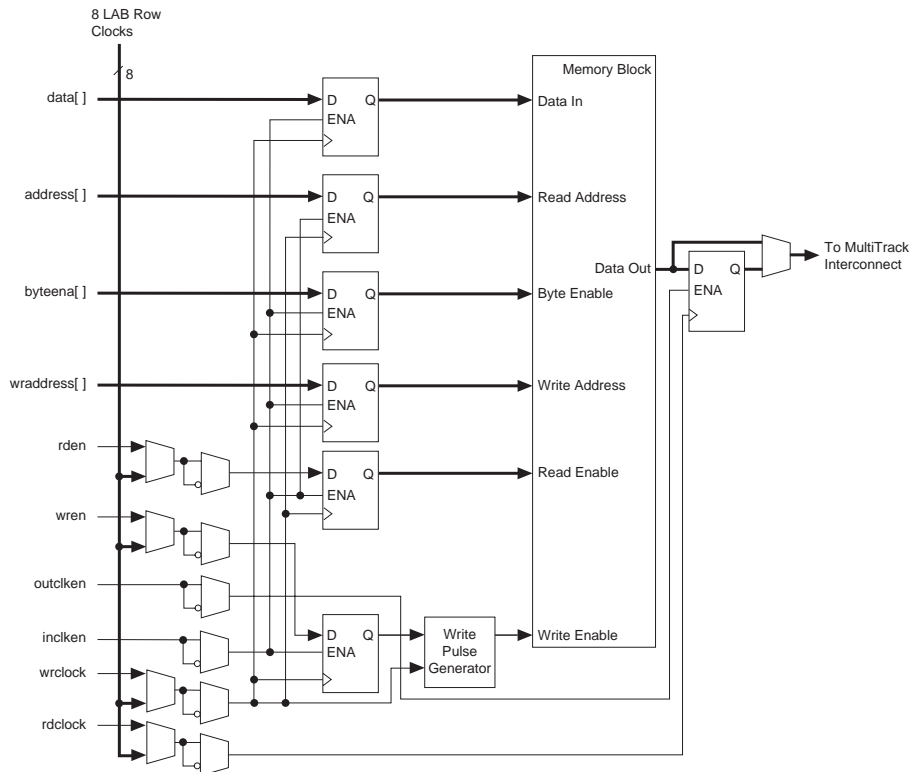 8 LAB Row
Clocks
8
data[ ]
D Q
ENA
Memory Block
Data In
address[ ]
D Q
ENA
Read Address
To MultiTrack
Interconnect
Data Out
D Q
ENA
byteena[ ]
D Q
ENA
Byte Enable
wraddress[ ]
D Q
ENA
Write Address
rden
D Q
ENA
Read Enable
wren
outclken
inclken
D Q
ENA
Write
Pulse
Generator
Write Enable
wrclock
rdclock